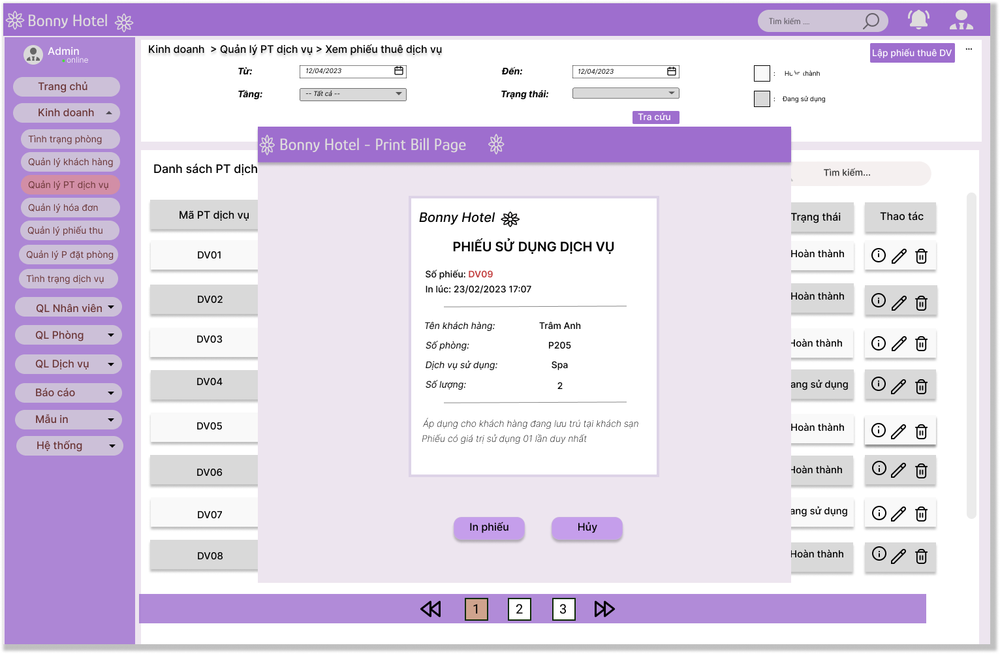 Bonny Hotel
Tìm kiếm ....
Admin
online
Trang chủ
Kinh doanh
Tình trạng phòng
Quản lý khách hàng
Quản lý PT dịch vụ
Quản lý hóa đơn
Quản lý phiếu thu
Quản lý P đặt phòng
Tình trạng dịch vụ
QL Nhân viên
QL Phòng
QL Dịch vụ
Báo cáo
Mẫu in
Hệ thống
Kinh doanh > Quản lý PT dịch vụ > Xem phiếu thuê dịch vụ
Lập phiếu thuê DV
...
Từ: 12/04/2023 Đến: 12/04/2023
Tầng: -- Tất cả -- Trạng thái:
Tra cứu
:
: Đang sử dụng
Danh sách PT dịch
Tìm kiếm...
Mã PT dịch vụ Trạng thái Thao tác
DV01 Hoàn thành
DV02 Hoàn thành
DV03 Hoàn thành
DV04 ang sử dụng
DV05 Hoàn thành
DV06 Hoàn thành
DV07 ang sử dụng
DV08 Hoàn thành
Bonny Hotel - Print Bill Page
Bonny Hotel
PHIẾU SỬ DỤNG DỊCH VỤ
Số phiếu: DV09
In lúc: 23/02/2023 17:07
Tên khách hàng: Trâm Anh
Số phòng: P205
Dịch vụ sử dụng: Spa
Số lượng: 2
Áp dụng cho khách hàng đang lưu trú tại khách sạn
Phiếu có giá trị sử dụng 01 lần duy nhất
In phiếu Hủy
1 2 3